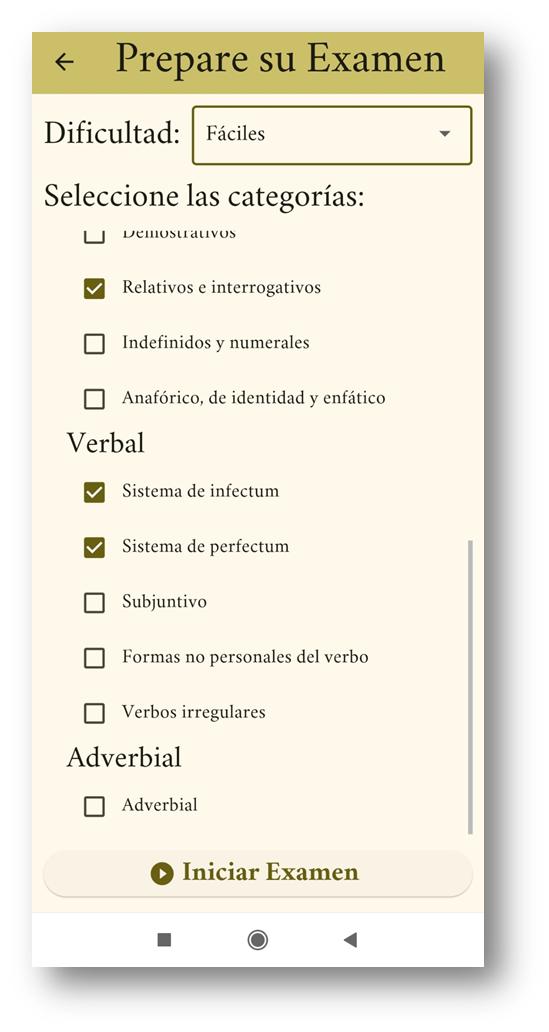 Prepare su Examen
Dificultad: Fáciles
Seleccione las categorías:
Demostrativos
Relativos e interrogativos
Indefinidos y numerales
Anafórico, de identidad y enfático
Verbal
Sistema de infectum
Sistema de perfectum
Subjuntivo
Formas no personales del verbo
Verbos irregulares
Adverbial
Adverbial
Iniciar Examen